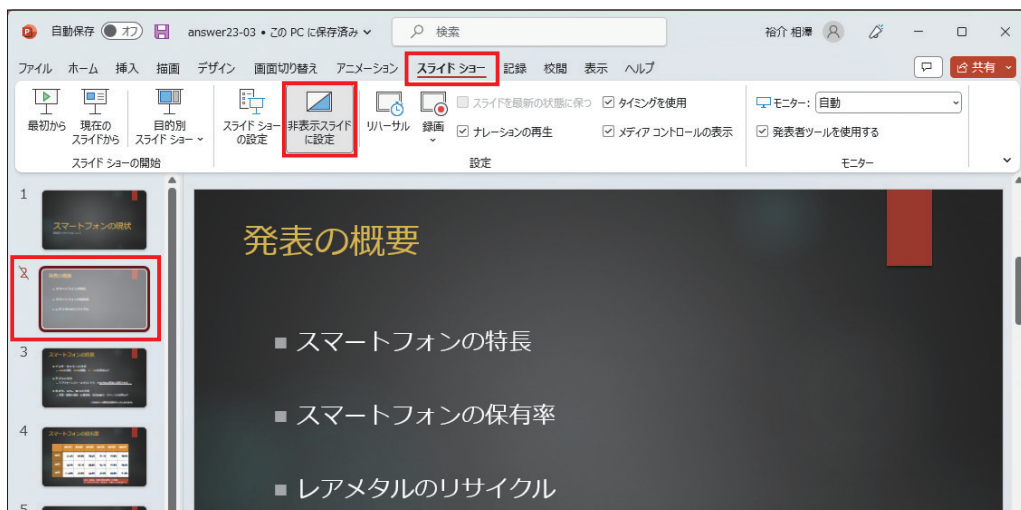 自動保存 オフ answer23-03 • この PC に保存済み 検索 裕介 相澤
ファイル ホーム 挿入 描画 デザイン 画面切り替え アニメーション スライド ショー 記録 校閲 表示 ヘルプ 共有
最初から 現在のスライドから 目的別スライド ショー スライド ショーの設定 非表示スライドに設定 リハーサル 録画
スライドを最新の状態に保つ タイミングを使用 モニター: 自動
ナレーションの再生 メディア コントロールの表示 発表者ツールを使用する
スライド ショーの開始 設定 モニター
1
スマートフォンの現状
2
発表の概要
3
スマートフォンの特長
4
スマートフォンの保有率
5
発表の概要
■ スマートフォンの特長
■ スマートフォンの保有率
■ レアメタルのリサイクル